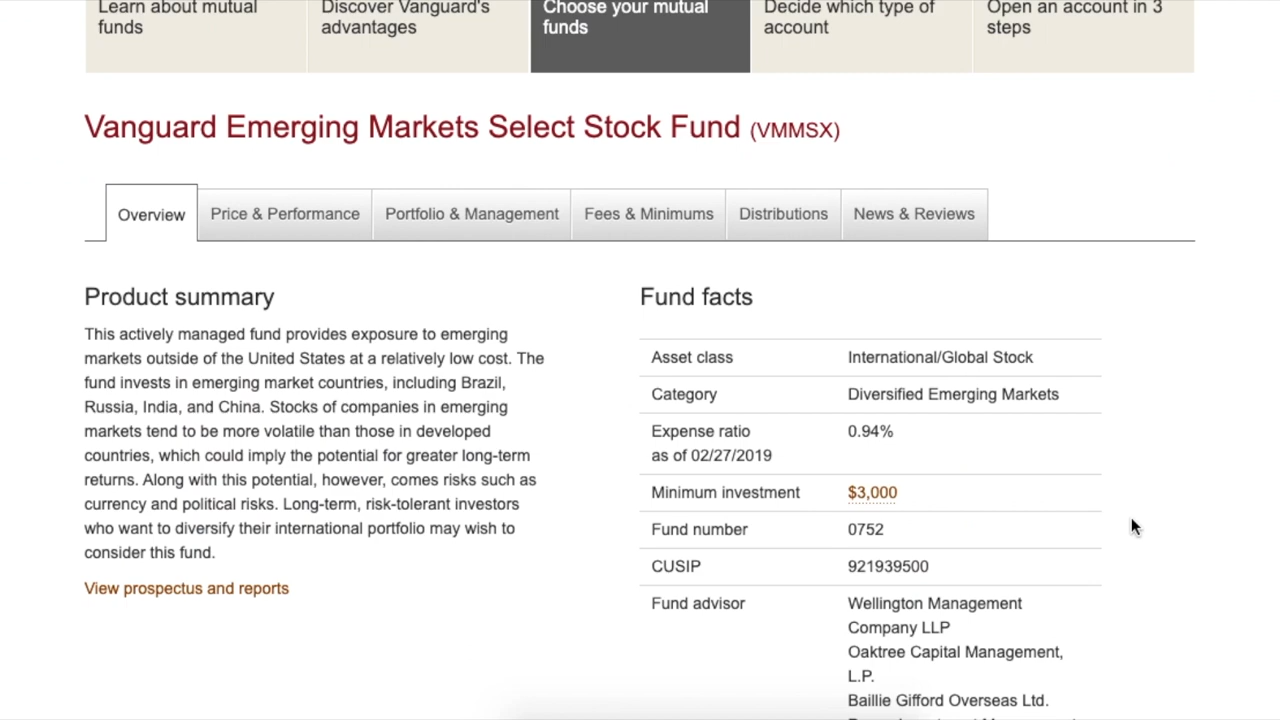 Learn about mutual
funds
Discover Vanguard's
advantages
Choose your mutual
funds
Decide which type of
account
Open an account in 3
steps
Vanguard Emerging Markets Select Stock Fund (VMMSX)
Overview
Price & Performance
Portfolio & Management
Fees & Minimums
Distributions
News & Reviews
Product summary
This actively managed fund provides exposure to emerging
markets outside of the United States at a relatively low cost. The
fund invests in emerging market countries, including Brazil,
Russia, India, and China. Stocks of companies in emerging
markets tend to be more volatile than those in developed
countries, which could imply the potential for greater long-term
returns. Along with this potential, however, comes risks such as
currency and political risks. Long-term, risk-tolerant investors
who want to diversify their international portfolio may wish to
consider this fund.
View prospectus and reports
Fund facts
Asset class International/Global Stock
Category Diversified Emerging Markets
Expense ratio 0.94%
as of 02/27/2019
Minimum investment $3,000
Fund number 0752
CUSIP 921939500
Fund advisor Wellington Management
Company LLP
Oaktree Capital Management,
L.P.
Baillie Gifford Overseas Ltd.